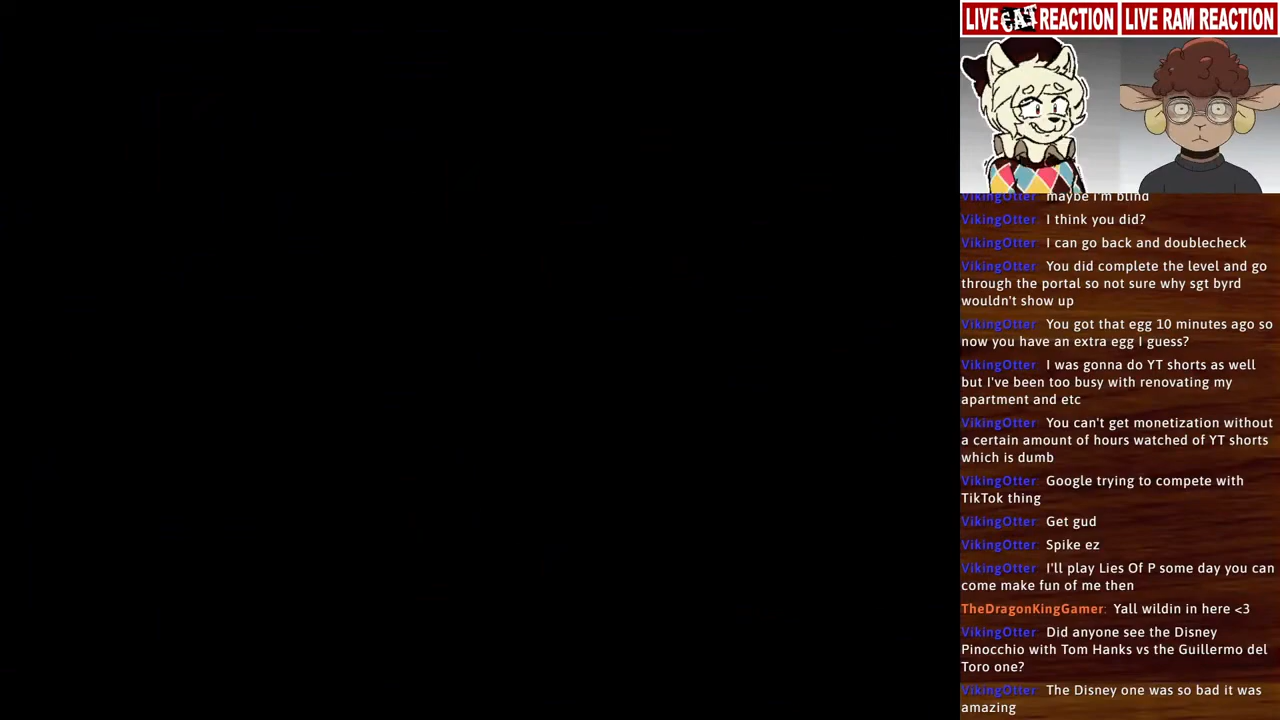 LIVE CAT REACTION LIVE RAM REACTION
VikingOtter: maybe I'm blind
VikingOtter: I think you did?
VikingOtter: I can go back and doublecheck
VikingOtter: You did complete the level and go
through the portal so not sure why sgt byrd
wouldn't show up
VikingOtter: You got that egg 10 minutes ago so
now you have an extra egg I guess?
VikingOtter: I was gonna do YT shorts as well
but I've been too busy with renovating my
apartment and etc
VikingOtter: You can't get monetization without
a certain amount of hours watched of YT shorts
which is dumb
VikingOtter: Google trying to compete with
TikTok thing
VikingOtter: Get gud
VikingOtter: Spike ez
VikingOtter: I'll play Lies Of P some day you can
come make fun of me then
TheDragonKingGamer: Yall wildin in here <3
VikingOtter: Did anyone see the Disney
Pinocchio with Tom Hanks vs the Guillermo del
Toro one?
VikingOtter: The Disney one was so bad it was
amazing